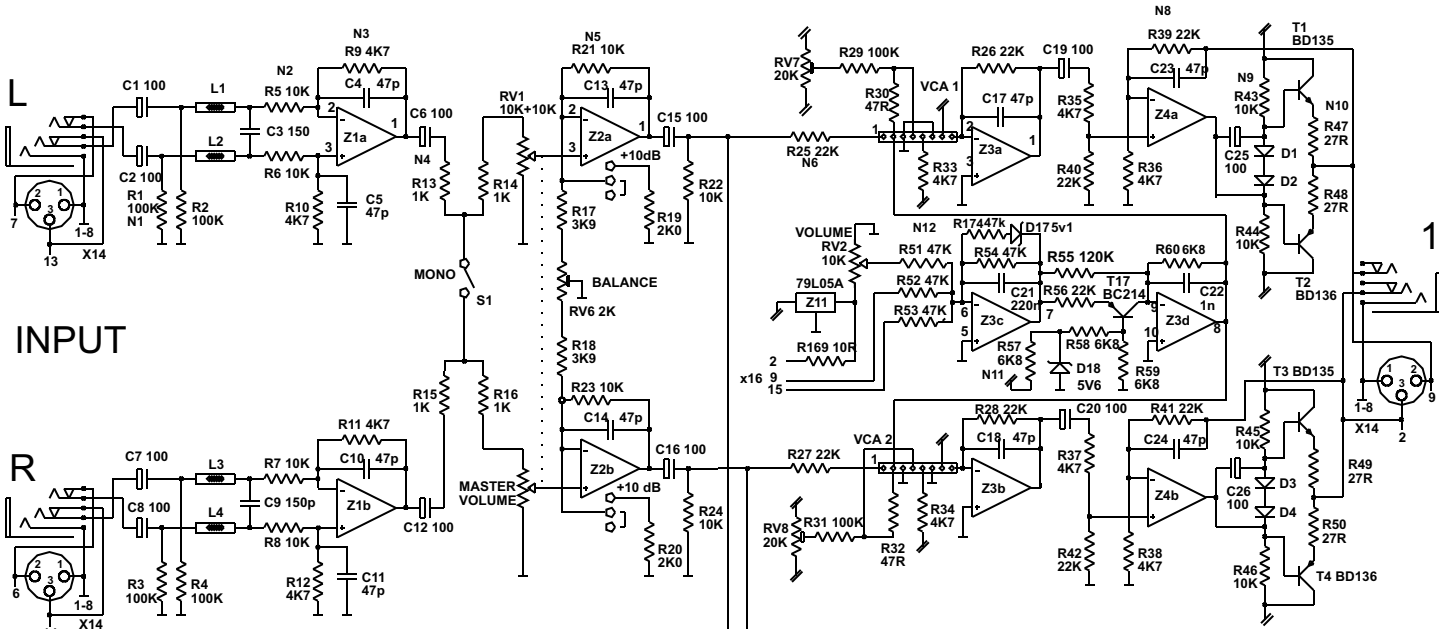 L
C1 100
L1
N2
R5 10K
N3
R9 4K7
C4 47p
2
Z1a
1
3
C3 150
L2
R6 10K
C2 100
R1
100K
N1
R2
100K
R10
4K7
C5
47p
2
1
3
7
1-8
X14
13
C6 100
N4
R13
1K
R14
1K
RV1
10K+10K
N5
R21 10K
C13 47p
2
Z2a
1
3
+10dB
C15 100
R17
3K9
R19
2K0
R22
10K
MONO
S1
BALANCE
RV6 2K
R18
3K9
INPUT
R15
1K
R16
1K
MASTER
VOLUME
R23 10K
C14 47p
Z2b
+10 dB
C16 100
R20
2K0
R24
10K
R
C7 100
L3
R7 10K
R11 4K7
C10 47p
Z1b
C9 150p
C8 100
L4
R8 10K
C12 100
R3
100K
R4
100K
R12
4K7
C11
47p
2
1
3
6
1-8
X14
RV7
20K
R29 100K
R30
47R
VCA 1
1
R25 22K
N6
R33
4K7
R26 22K
C17 47p
2
Z3a
1
3
C19 100
R35
4K7
R40
22K
R36
4K7
N8
R39 22K
C23 47p
Z4a
C25
100
N9
R43
10K
D1
D2
R44
10K
T1
BD135
N10
R47
27R
R48
27R
T2
BD136
VOLUME
RV2
10K
79L05A
Z11
R169 10R
2
x16 9
15
R51 47K
R52 47K
R53 47K
N12
R174 47k
D17 5v1
R54 47K
C21
220n
6
Z3c
7
5
R55 120K
R56 22K
T17
BC214
R57
6K8
N11
R58 6K8
D18
5V6
R59
6K8
R60 6K8
C22
1n
9
Z3d
8
10
1
1
2
3
1-8
9
X14
2
R27 22K
VCA 2
1
RV8
20K
R31 100K
R32
47R
R34
4K7
R28 22K
C18 47p
Z3b
C20 100
R37
4K7
R42
22K
R38
4K7
R41 22K
C24 47p
Z4b
C26
100
R45
10K
D3
D4
R46
10K
T3 BD135
R49
27R
R50
27R
T4 BD136